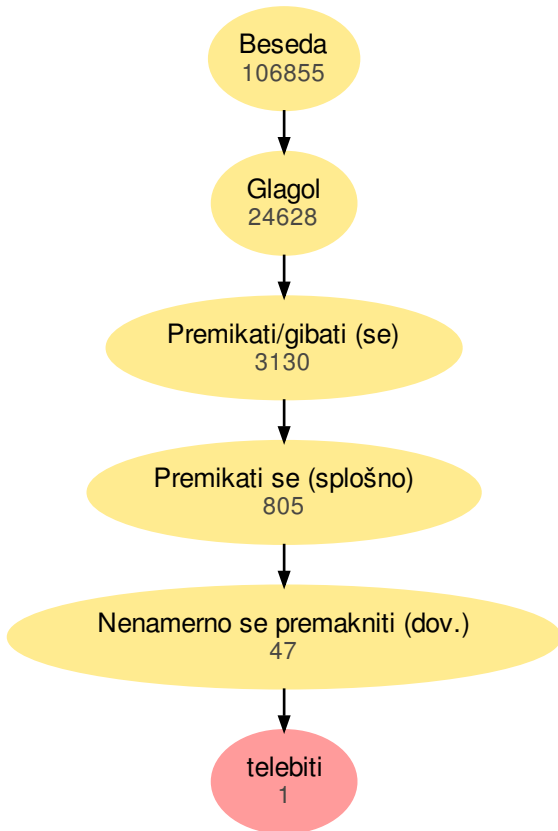 Beseda
106855
Glagol
24628
Premikati/gibati (se)
3130
Premikati se (splošno)
805
Nenamerno se premakniti (dov.)
47
telebiti
1